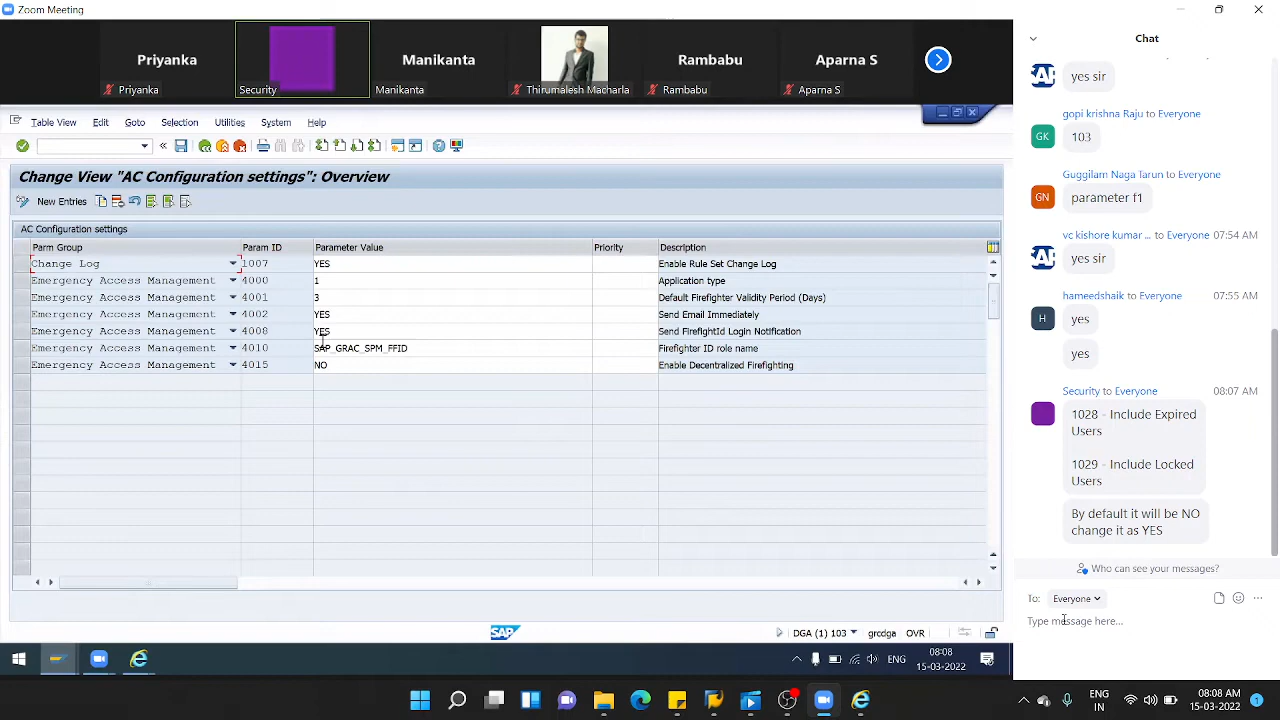 Zoom Meeting
Priyanka
Manikanta
Rambabu
Aparna S
Priyanka
Security
Manikanta
Thirumalesh Macharla
Rambabu
Aparna S
Table View Edit Goto Selection Utilities System Help
Change View "AC Configuration settings": Overview
New Entries
AC Configuration settings
Parm Group Param ID Parameter Value Priority Description
Change Log 1007 YES Enable Rule Set Change Log
Emergency Access Management 4000 1 Application type
Emergency Access Management 4001 3 Default Firefighter Validity Period (Days)
Emergency Access Management 4002 YES Send Email Immediately
Emergency Access Management 4008 YES Send FirefightId Login Notification
Emergency Access Management 4010 SAP_GRAC_SPM_FFID Firefighter ID role name
Emergency Access Management 4015 NO Enable Decentralized Firefighting
SAP
DGA (1) 103 grcdga OVR
ENG
08:08
15-03-2022
Chat
yes sir
gopi krishna Raju to Everyone
GK
103
Guggilam Naga Tarun to Everyone
GN
parameter f1
vc kishore kumar ... to Everyone 07:54 AM
yes sir
hameedshaik to Everyone 07:55 AM
H
yes
yes
Security to Everyone 08:07 AM
1028 - Include Expired
Users
1029 - Include Locked
Users
By default it will be NO
change it as YES
Who can see your messages?
To: Everyone
Type message here...
ENG
IN
08:08 AM
15-03-2022
1